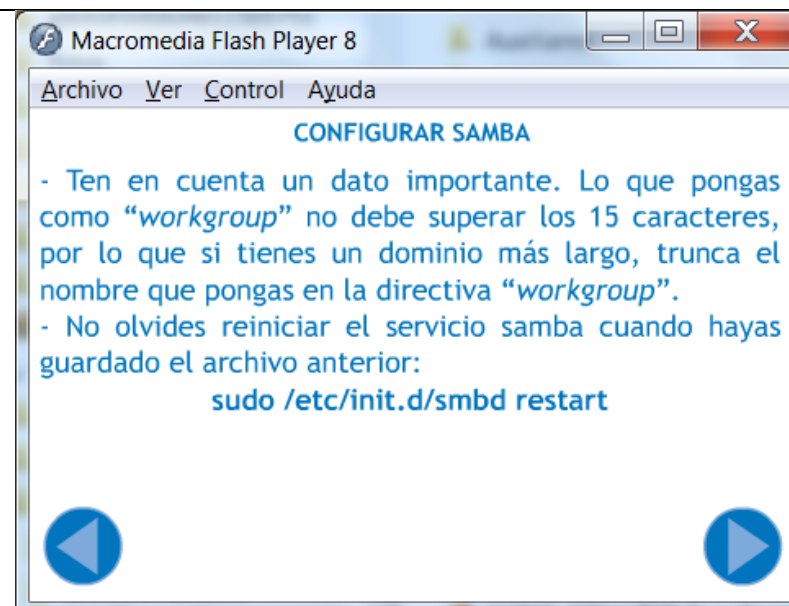 Macromedia Flash Player 8
Archivo Ver Control Ayuda
CONFIGURAR SAMBA
- Ten en cuenta un dato importante. Lo que pongas
como “workgroup” no debe superar los 15 caracteres,
por lo que si tienes un dominio más largo, trunca el
nombre que pongas en la directiva “workgroup”.
- No olvides reiniciar el servicio samba cuando hayas
guardado el archivo anterior:
sudo /etc/init.d/smbd restart